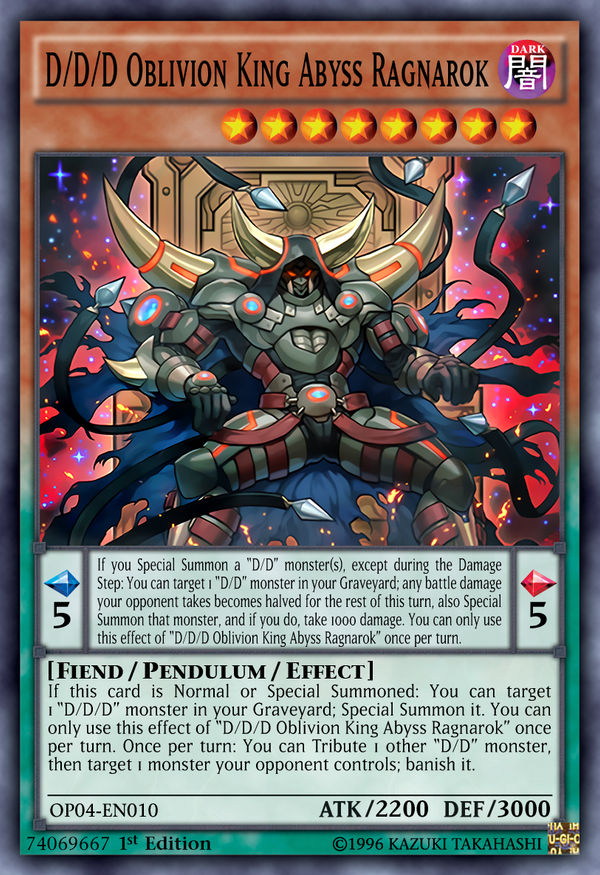 D/D/D Oblivion King Abyss Ragnarok
DARK
闇
If you Special Summon a "D/D" monster(s), except during the Damage
Step: You can target 1 "D/D" monster in your Graveyard; any battle damage
your opponent takes becomes halved for the rest of this turn, also Special
Summon that monster, and if you do, take 1000 damage. You can only use
this effect of "D/D/D Oblivion King Abyss Ragnarok" once per turn.
5
5
[Fiend / Pendulum / Effect]
If this card is Normal or Special Summoned: You can target
1 "D/D/D" monster in your Graveyard; Special Summon it. You can
only use this effect of "D/D/D Oblivion King Abyss Ragnarok" once
per turn. Once per turn: You can Tribute 1 other "D/D" monster,
then target 1 monster your opponent controls; banish it.
OP04-EN010
ATK/2200 DEF/3000
74069667 1st Edition
©1996 KAZUKI TAKAHASHI